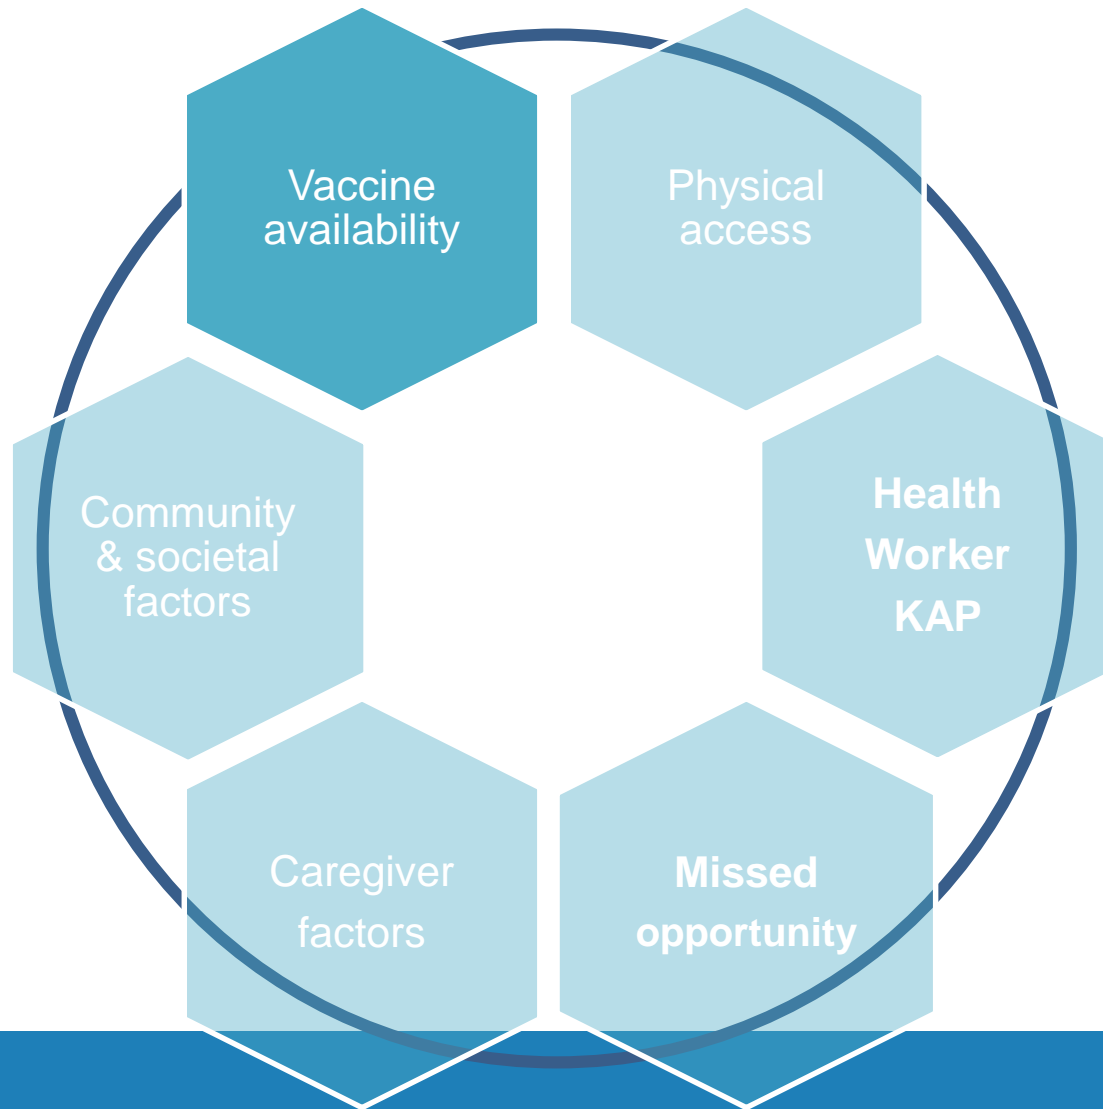 Vaccine
availability
Physical
access
Health
Worker
KAP
Missed
opportunity
Caregiver
factors
Community
& societal
factors